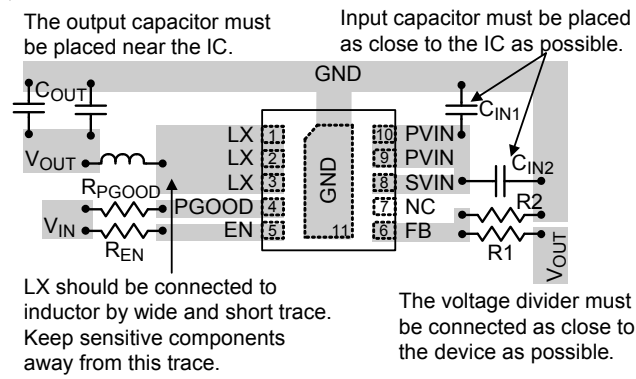 The output capacitor must
be placed near the IC.
Input capacitor must be placed
as close to the IC as possible.
GND
COUT
CIN1
LX 1
10 PVIN
LX 2
9 PVIN
VOUT
LX 3
8 SVIN
CIN2
GND
RPGOOD
PGOOD 4
7 NC
R2
VIN
EN 5
11
6 FB
REN
R1
VOUT
LX should be connected to
inductor by wide and short trace.
Keep sensitive components
away from this trace.
The voltage divider must
be connected as close to
the device as possible.